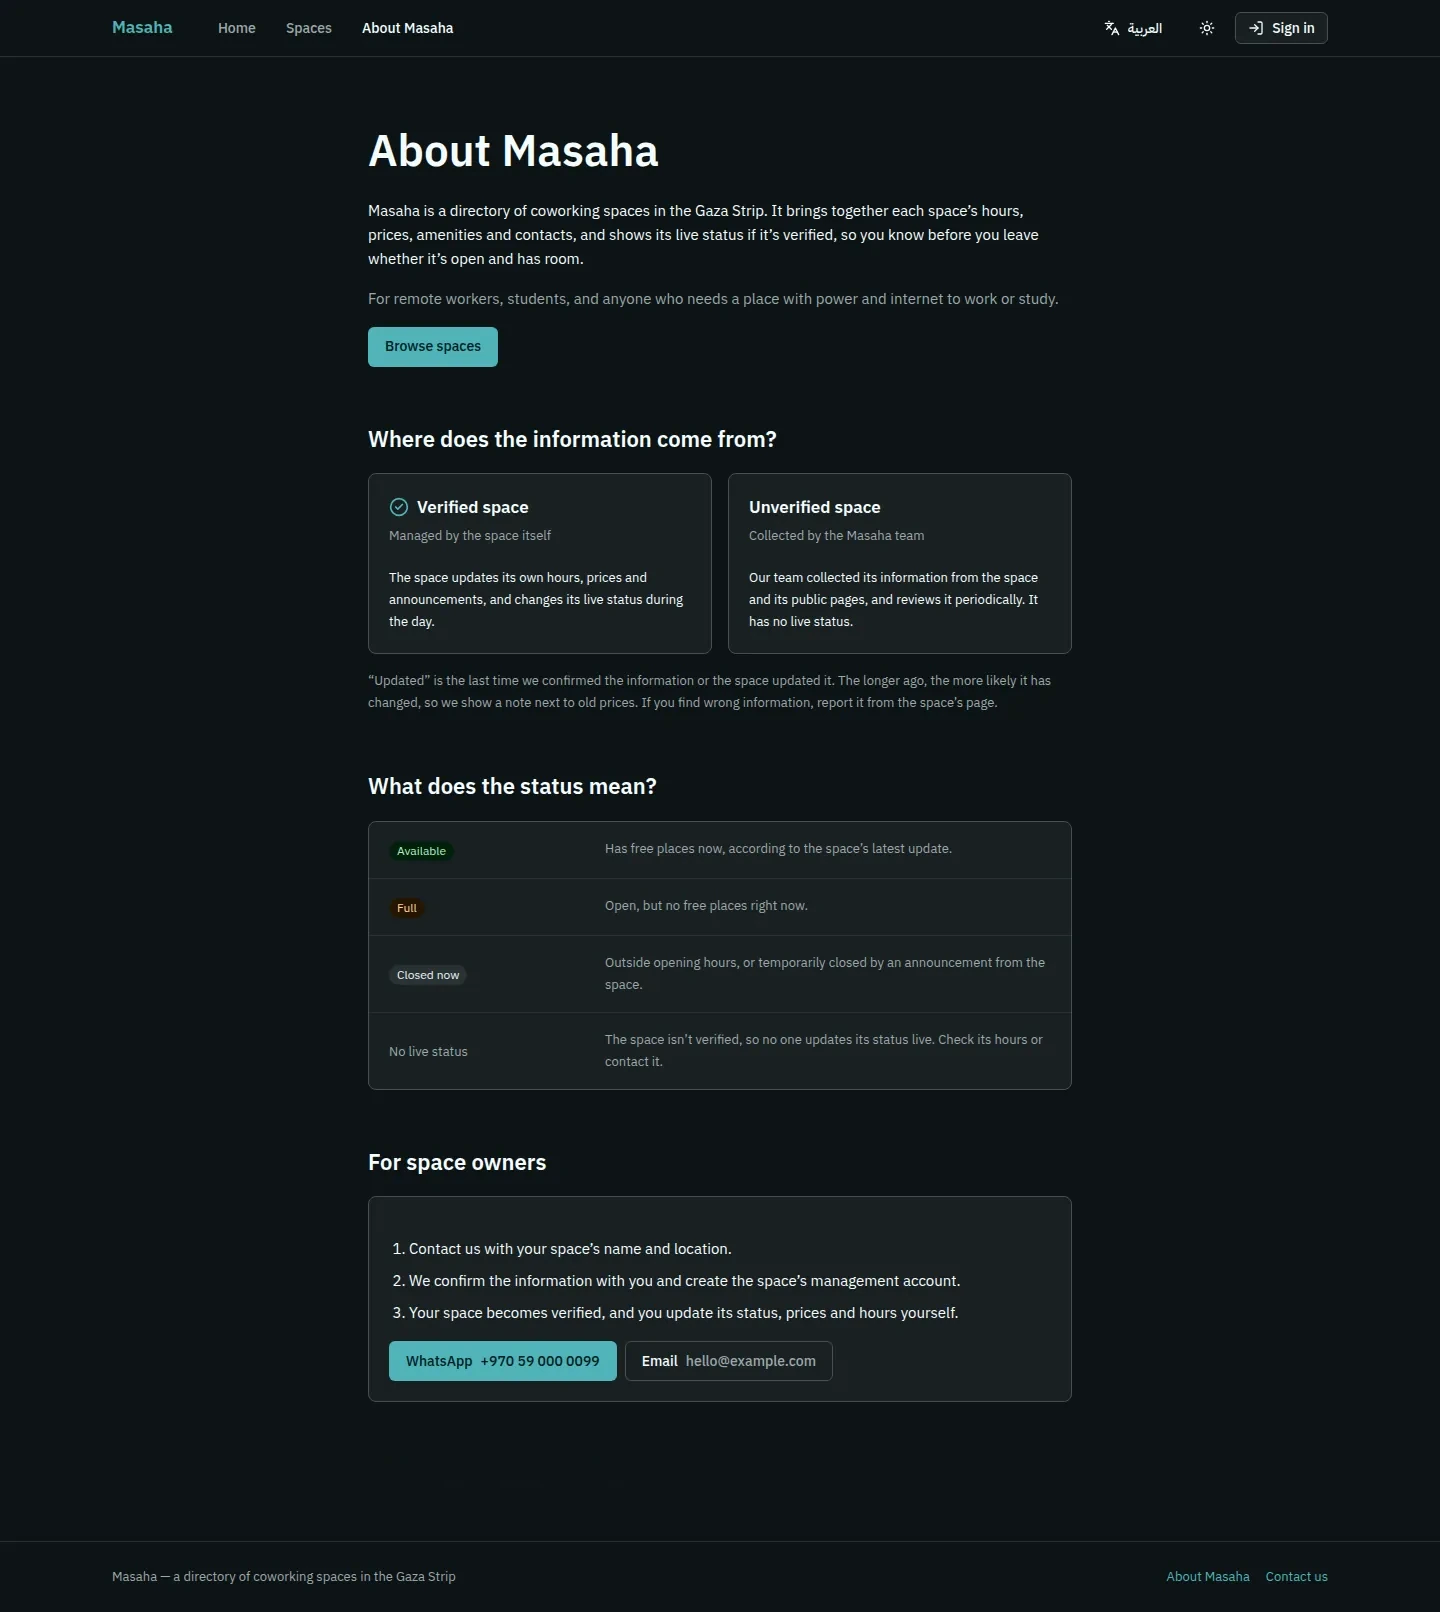 Masaha
Home
Spaces
About Masaha
العربية
Sign in
About Masaha
Masaha is a directory of coworking spaces in the Gaza Strip. It brings together each space’s hours,
prices, amenities and contacts, and shows its live status if it’s verified, so you know before you leave
whether it’s open and has room.
For remote workers, students, and anyone who needs a place with power and internet to work or study.
Browse spaces
Where does the information come from?
Verified space
Managed by the space itself
The space updates its own hours, prices and
announcements, and changes its live status during
the day.
Unverified space
Collected by the Masaha team
Our team collected its information from the space
and its public pages, and reviews it periodically. It
has no live status.
“Updated” is the last time we confirmed the information or the space updated it. The longer ago, the more likely it has
changed, so we show a note next to old prices. If you find wrong information, report it from the space’s page.
What does the status mean?
Available
Has free places now, according to the space’s latest update.
Full
Open, but no free places right now.
Closed now
Outside opening hours, or temporarily closed by an announcement from the
space.
No live status
The space isn’t verified, so no one updates its status live. Check its hours or
contact it.
For space owners
1. Contact us with your space’s name and location.
2. We confirm the information with you and create the space’s management account.
3. Your space becomes verified, and you update its status, prices and hours yourself.
WhatsApp +970 59 000 0099
Email hello@example.com
Masaha — a directory of coworking spaces in the Gaza Strip
About Masaha
Contact us